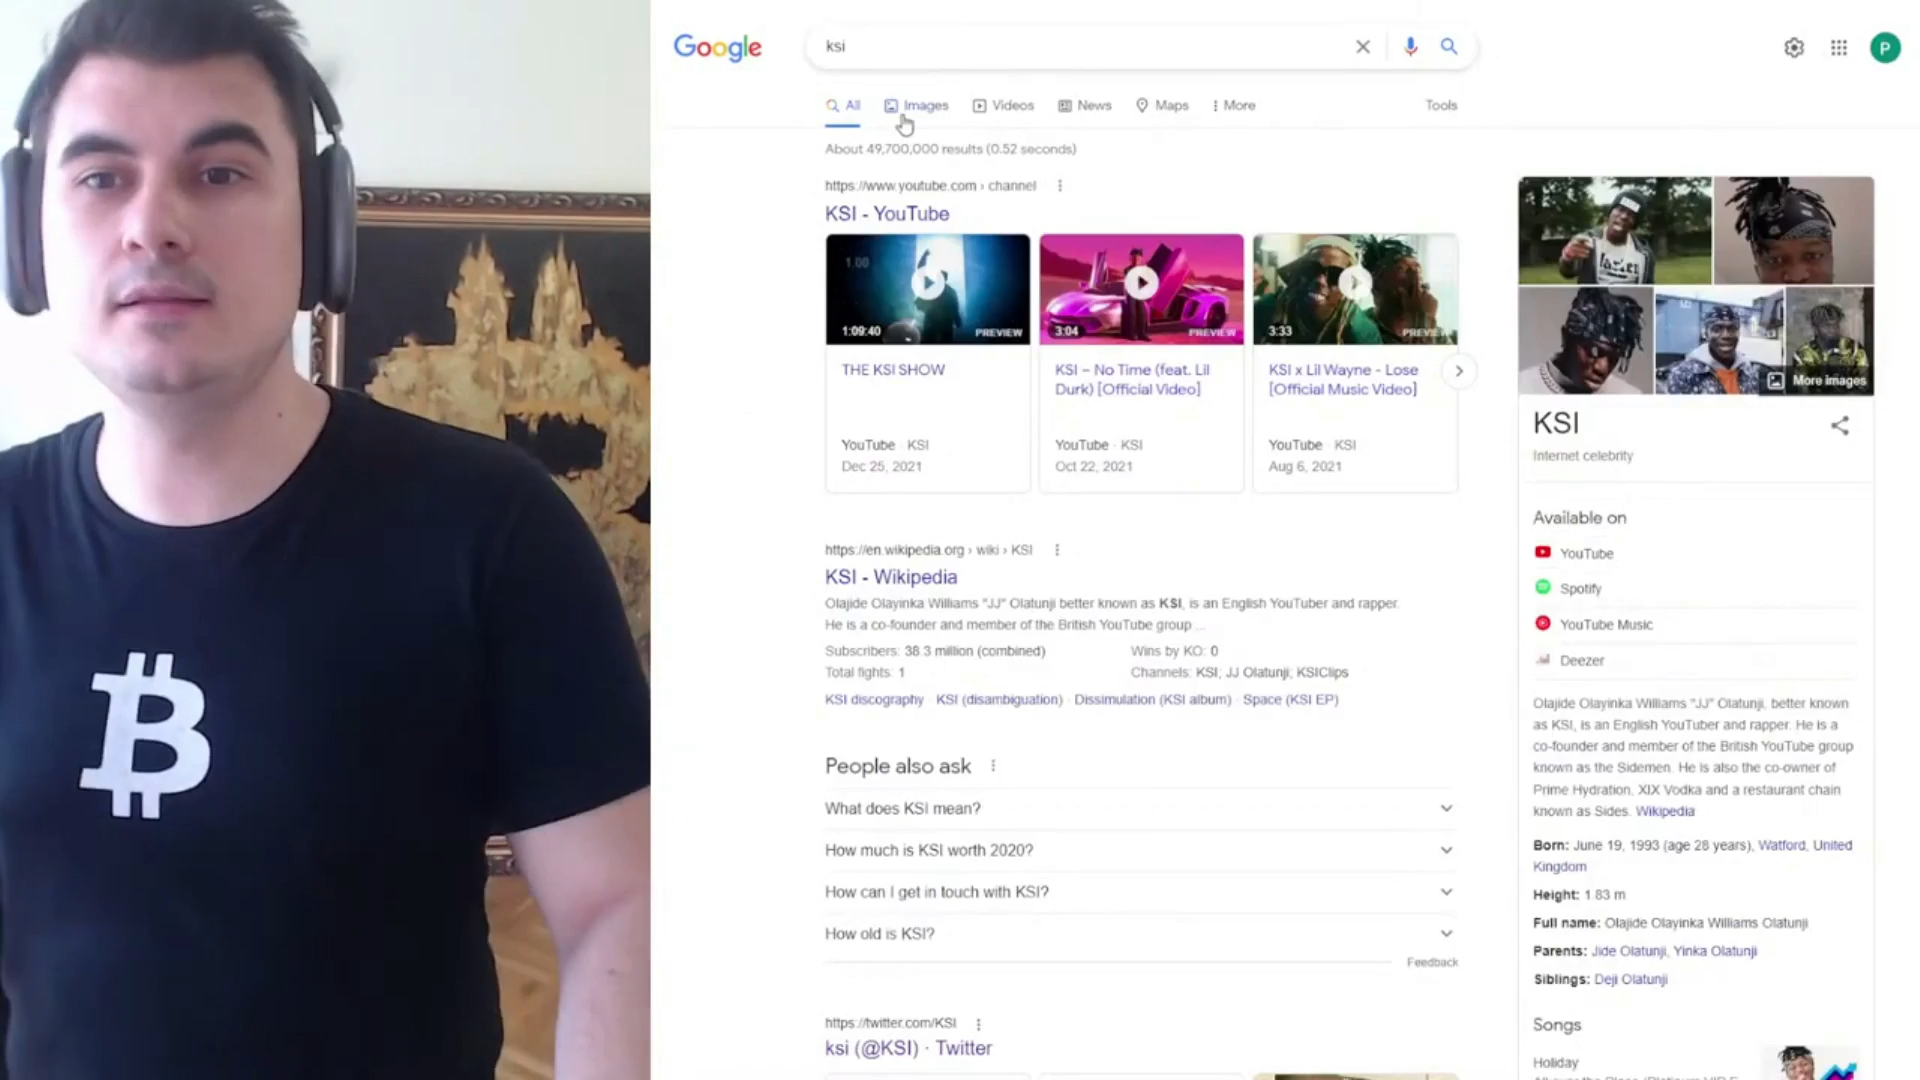 Google
ksi
P
All
Images
Videos
News
Maps
More
Tools
About 49,700,000 results (0.52 seconds)
https://www.youtube.com › channel
KSI - YouTube
1.00
1:09:40
PREVIEW
3:04
PREVIEW
3:33
PREVIEW
THE KSI SHOW
KSI – No Time (feat. Lil
Durk) [Official Video]
KSI x Lil Wayne - Lose
[Official Music Video]
YouTube · KSI
Dec 25, 2021
YouTube · KSI
Oct 22, 2021
YouTube · KSI
Aug 6, 2021
https://en.wikipedia.org › wiki › KSI
KSI - Wikipedia
Olajide Olayinka Williams "JJ" Olatunji better known as KSI, is an English YouTuber and rapper.
He is a co-founder and member of the British YouTube group ...
Subscribers: 38.3 million (combined)
Wins by KO: 0
Total fights: 1
Channels: KSI; JJ Olatunji; KSIClips
KSI discography · KSI (disambiguation) · Dissimulation (KSI album) · Space (KSI EP)
People also ask
What does KSI mean?
How much is KSI worth 2020?
How can I get in touch with KSI?
How old is KSI?
Feedback
https://twitter.com/KSI
ksi (@KSI) · Twitter
More images
KSI
Internet celebrity
Available on
YouTube
Spotify
YouTube Music
Deezer
Olajide Olayinka Williams "JJ" Olatunji, better known
as KSI, is an English YouTuber and rapper. He is a
co-founder and member of the British YouTube group
known as the Sidemen. He is also the co-owner of
Prime Hydration, XIX Vodka and a restaurant chain
known as Sides. Wikipedia
Born: June 19, 1993 (age 28 years), Watford, United
Kingdom
Height: 1.83 m
Full name: Olajide Olayinka Williams Olatunji
Parents: Jide Olatunji, Yinka Olatunji
Siblings: Deji Olatunji
Songs
Holiday